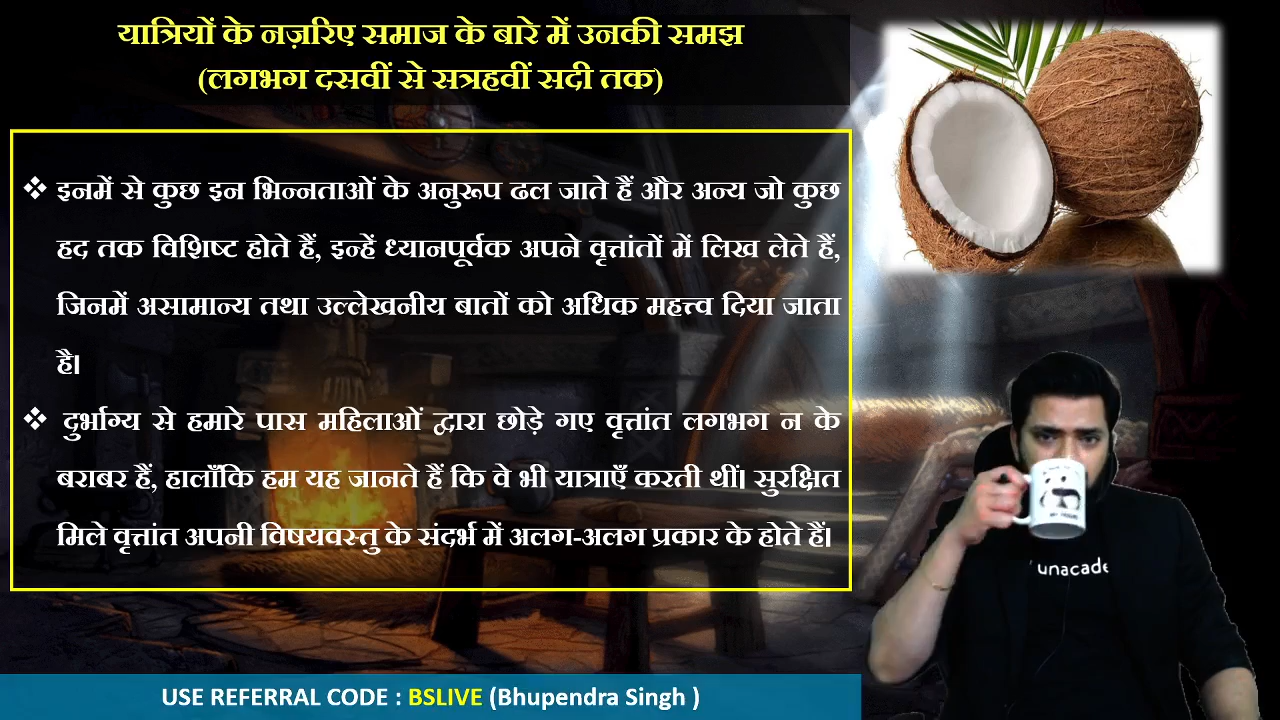 यात्रियों के नज़रिए समाज के बारे में उनकी समझ
(लगभग दसवीं से सत्रहवीं सदी तक)
❖ इनमें से कुछ इन भिन्नताओं के अनुरूप ढल जाते हैं और अन्य जो कुछ
हद तक विशिष्ट होते हैं, इन्हें ध्यानपूर्वक अपने वृत्तांतों में लिख लेते हैं,
जिनमें असामान्य तथा उल्लेखनीय बातों को अधिक महत्त्व दिया जाता
है।
❖ दुर्भाग्य से हमारे पास महिलाओं द्वारा छोड़े गए वृत्तांत लगभग न के
बराबर हैं, हालाँकि हम यह जानते हैं कि वे भी यात्राएँ करती थीं। सुरक्षित
मिले वृत्तांत अपनी विषयवस्तु के संदर्भ में अलग-अलग प्रकार के होते हैं।
unacade
USE REFERRAL CODE : BSLIVE (Bhupendra Singh )